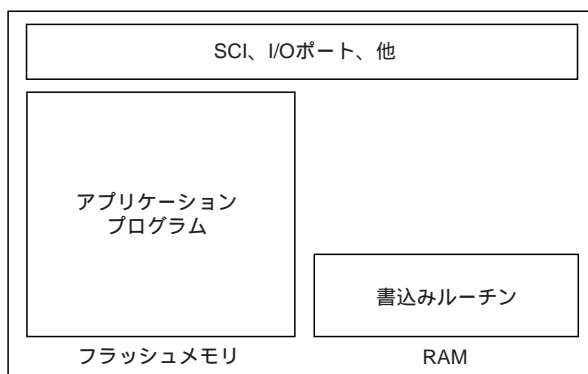 SCI、I/Oポート、他
アプリケーション
プログラム
書込みルーチン
フラッシュメモリ
RAM